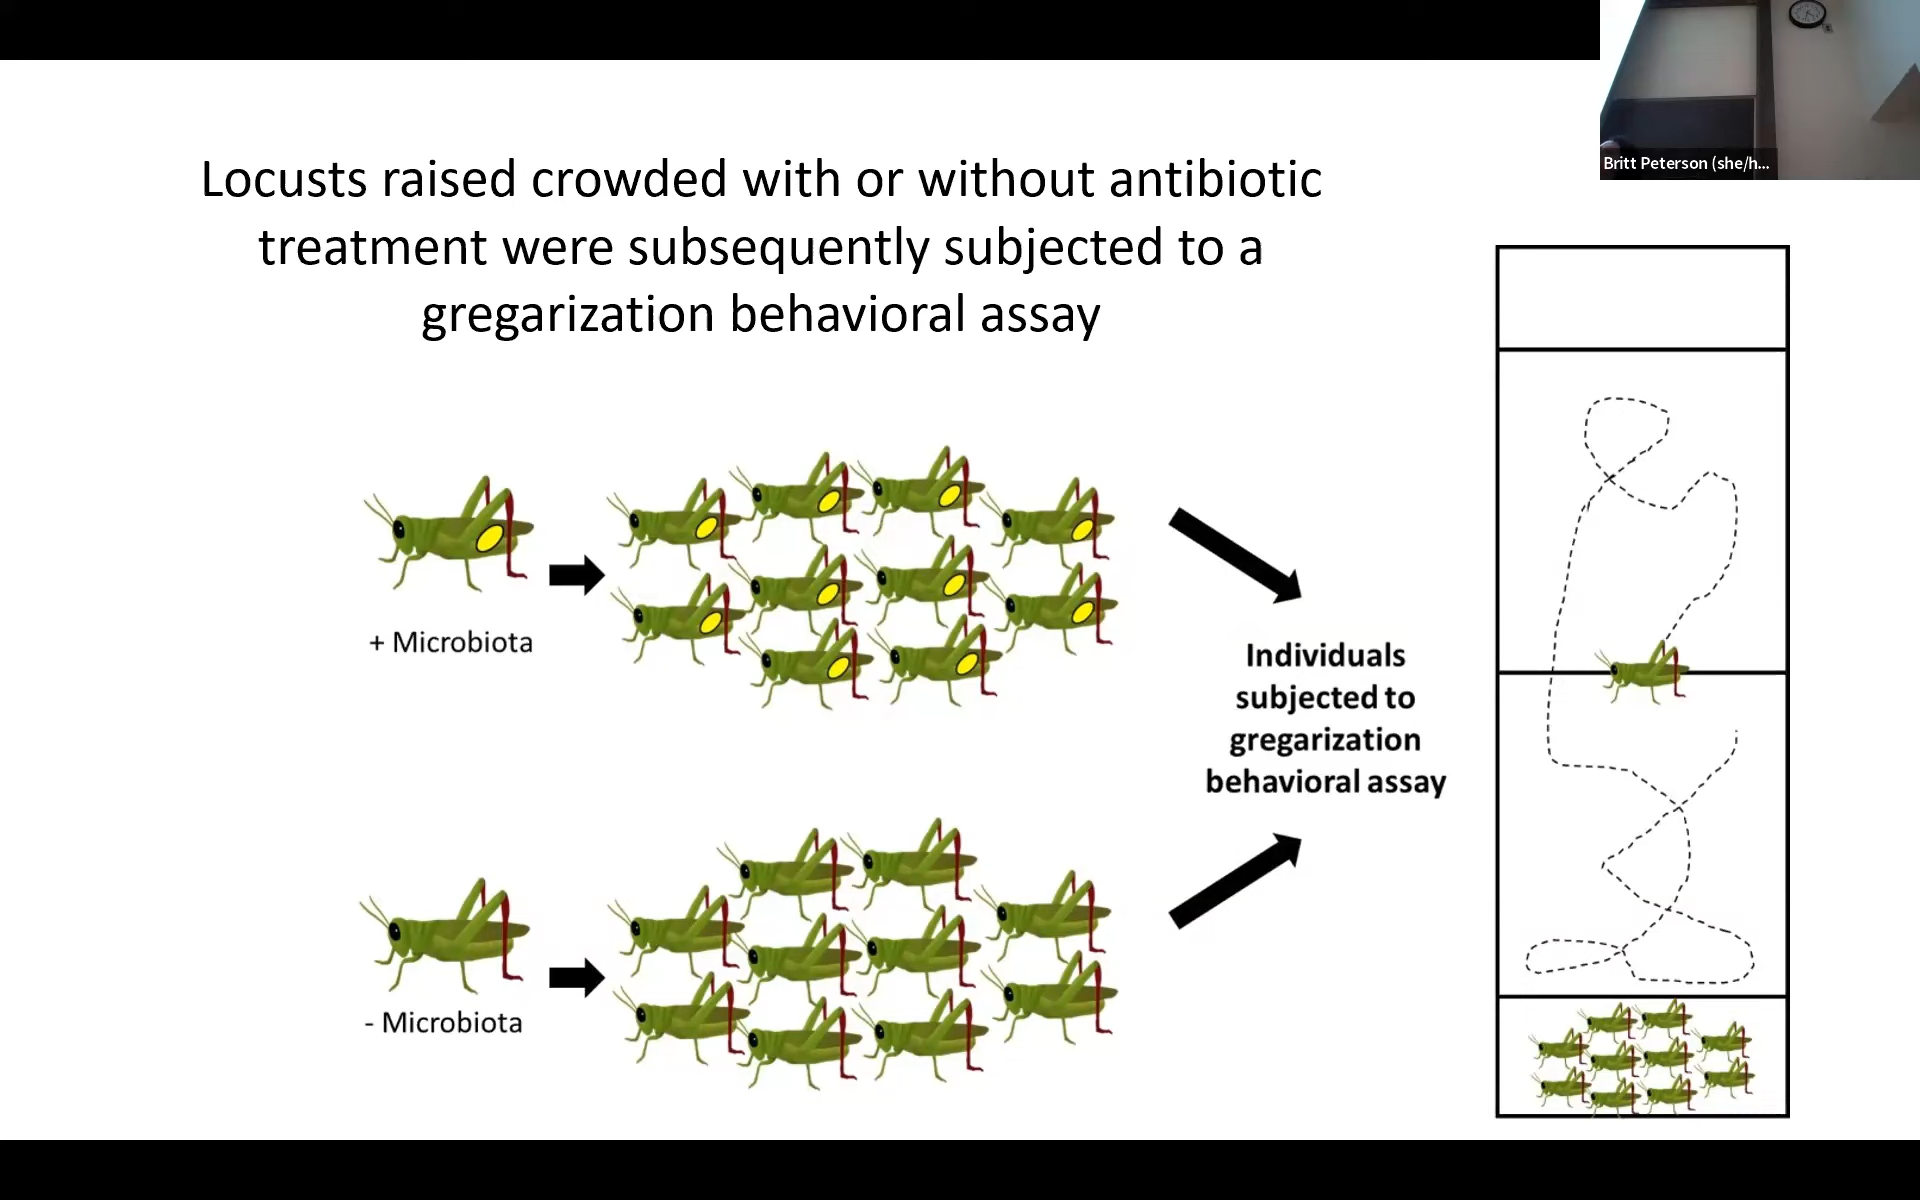 Britt Peterson (she/h...
Locusts raised crowded with or without antibiotic
treatment were subsequently subjected to a
gregarization behavioral assay
+ Microbiota
Individuals
subjected to
gregarization
behavioral assay
- Microbiota